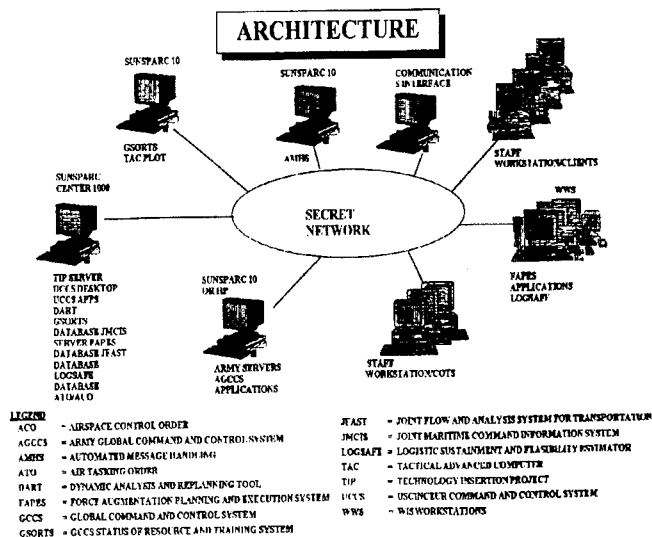 ARCHITECTURE
SUNSPARC 10
GSORTS
TAC PLOT
SUNSPARC 10
AMHS
COMMUNICATION
S INTERFACE
STAFF
WORKSTATION/CLIENTS
SUNSPARC
CENTER 1000
SECRET
NETWORK
WWS
FAPES
APPLICATIONS
LOGSAFE
TIP SERVER
UCCS DESKTOP
UCCS APPS
DART
GSORTS
DATABASE JMCIS
SERVER FAPES
DATABASE JFAST
DATABASE
LOGSAFE
DATABASE
ATO/ACO
SUNSPARC 10
OR HP
ARMY SERVERS
AGCCS
APPLICATIONS
STAFF
WORKSTATION/COTS
LEGEND
ACO = AIRSPACE CONTROL ORDER
AGCCS = ARMY GLOBAL COMMAND AND CONTROL SYSTEM
AMHS = AUTOMATED MESSAGE HANDLING
ATO = AIR TASKING ORDER
DART = DYNAMIC ANALYSIS AND REPLANNING TOOL
FAPES = FORCE AUGMENTATION PLANNING AND EXECUTION SYSTEM
GCCS = GLOBAL COMMAND AND CONTROL SYSTEM
GSORTS = GCCS STATUS OF RESOURCE AND TRAINING SYSTEM
JFAST = JOINT FLOW AND ANALYSIS SYSTEM FOR TRANSPORTATION
JMCIS = JOINT MARITIME COMMAND INFORMATION SYSTEM
LOGSAFE = LOGISTIC SUSTAINMENT AND FEASIBILITY ESTIMATOR
TAC = TACTICAL ADVANCED COMPUTER
TIP = TECHNOLOGY INSERTION PROJECT
UCCS = USCINCEUR COMMAND AND CONTROL SYSTEM
WWS = WIS WORKSTATIONS